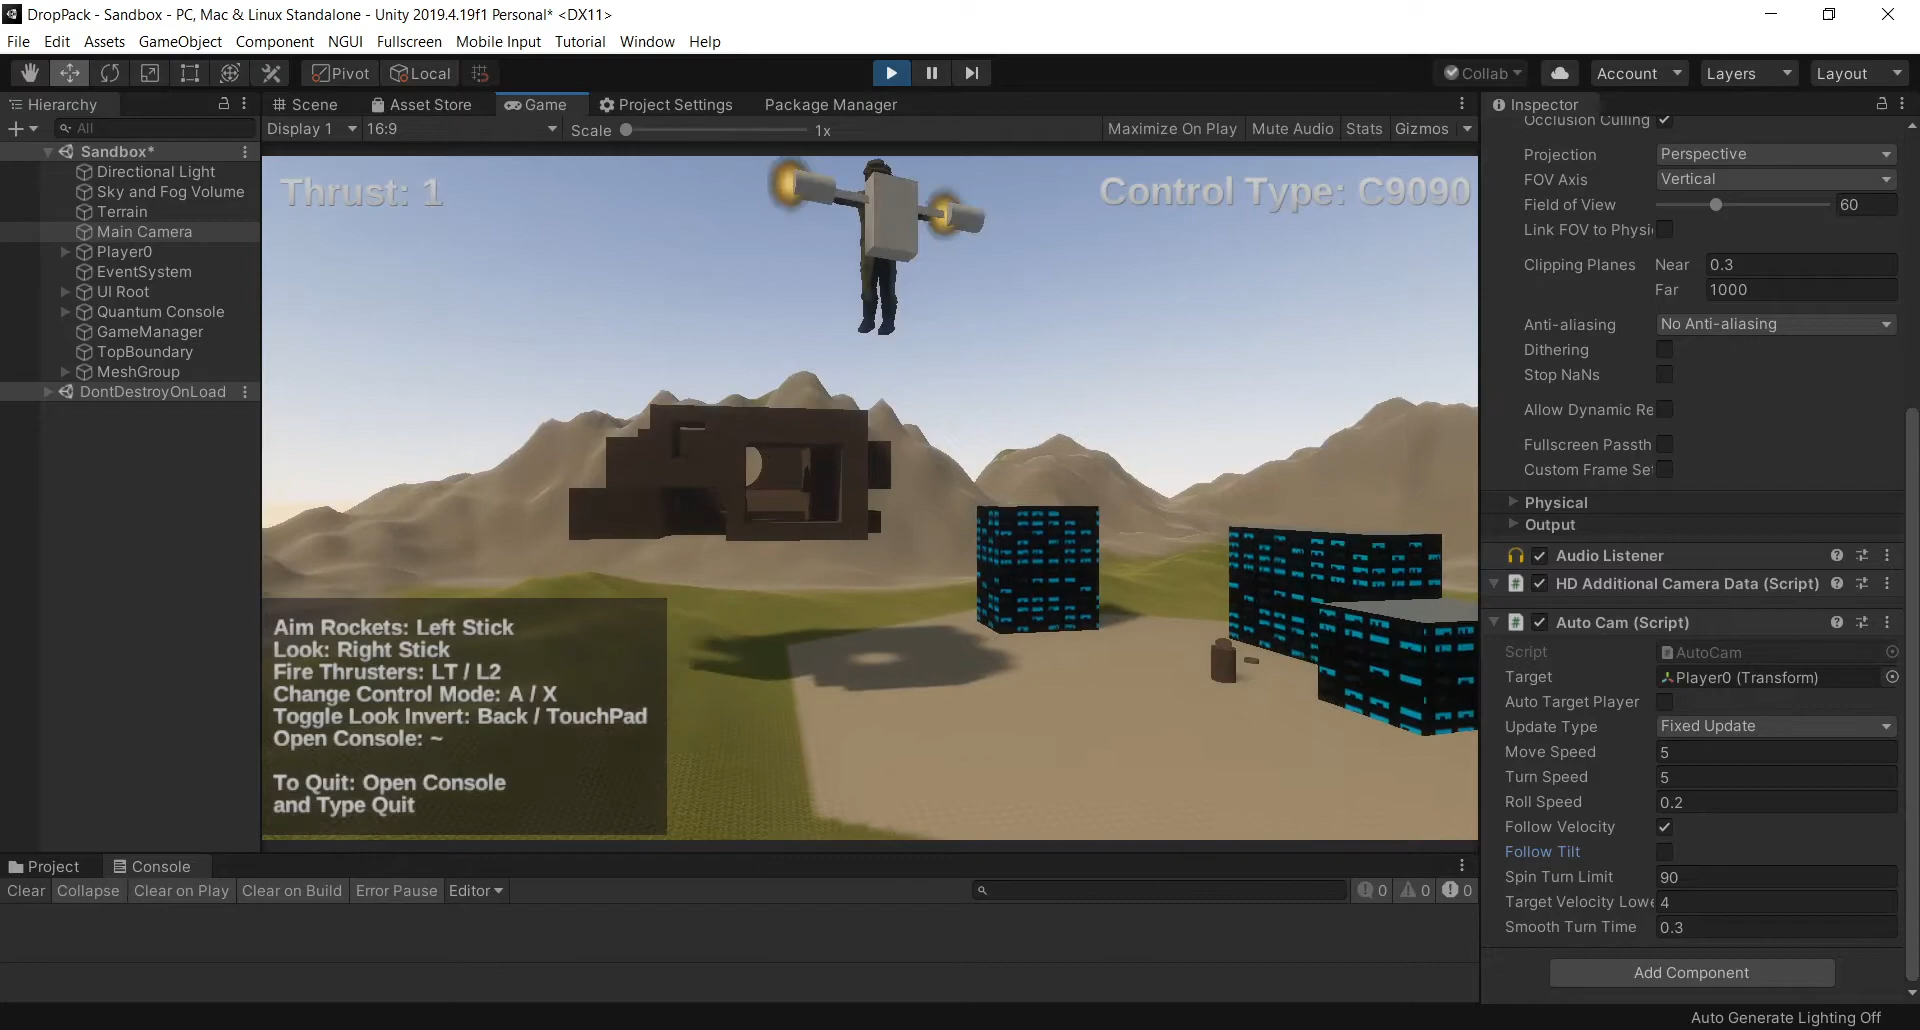 DropPack - Sandbox - PC, Mac & Linux Standalone - Unity 2019.4.19f1 Personal* <DX11>
File Edit Assets GameObject Component NGUI Fullscreen Mobile Input Tutorial Window Help
Pivot Local Collab Account Layers Layout
Hierarchy
All
Sandbox*
Directional Light
Sky and Fog Volume
Terrain
Main Camera
Player0
EventSystem
UI Root
Quantum Console
GameManager
TopBoundary
MeshGroup
DontDestroyOnLoad
Scene Asset Store Game Project Settings Package Manager
Display 1 16:9 Scale 1x Maximize On Play Mute Audio Stats Gizmos
Thrust: 1
Control Type: C9090
Aim Rockets: Left Stick
Look: Right Stick
Fire Thrusters: LT / L2
Change Control Mode: A / X
Toggle Look Invert: Back / TouchPad
Open Console: ~
To Quit: Open Console
and Type Quit
Project Console
Clear Collapse Clear on Play Clear on Build Error Pause Editor 0 0 0
Inspector
Occlusion Culling
Projection Perspective
FOV Axis Vertical
Field of View 60
Link FOV to Physi
Clipping Planes Near 0.3
Far 1000
Anti-aliasing No Anti-aliasing
Dithering
Stop NaNs
Allow Dynamic Re
Fullscreen Passth
Custom Frame Se
Physical
Output
Audio Listener
HD Additional Camera Data (Script)
Auto Cam (Script)
Script AutoCam
Target Player0 (Transform)
Auto Target Player
Update Type Fixed Update
Move Speed 5
Turn Speed 5
Roll Speed 0.2
Follow Velocity
Follow Tilt
Spin Turn Limit 90
Target Velocity Lowe 4
Smooth Turn Time 0.3
Add Component
Auto Generate Lighting Off